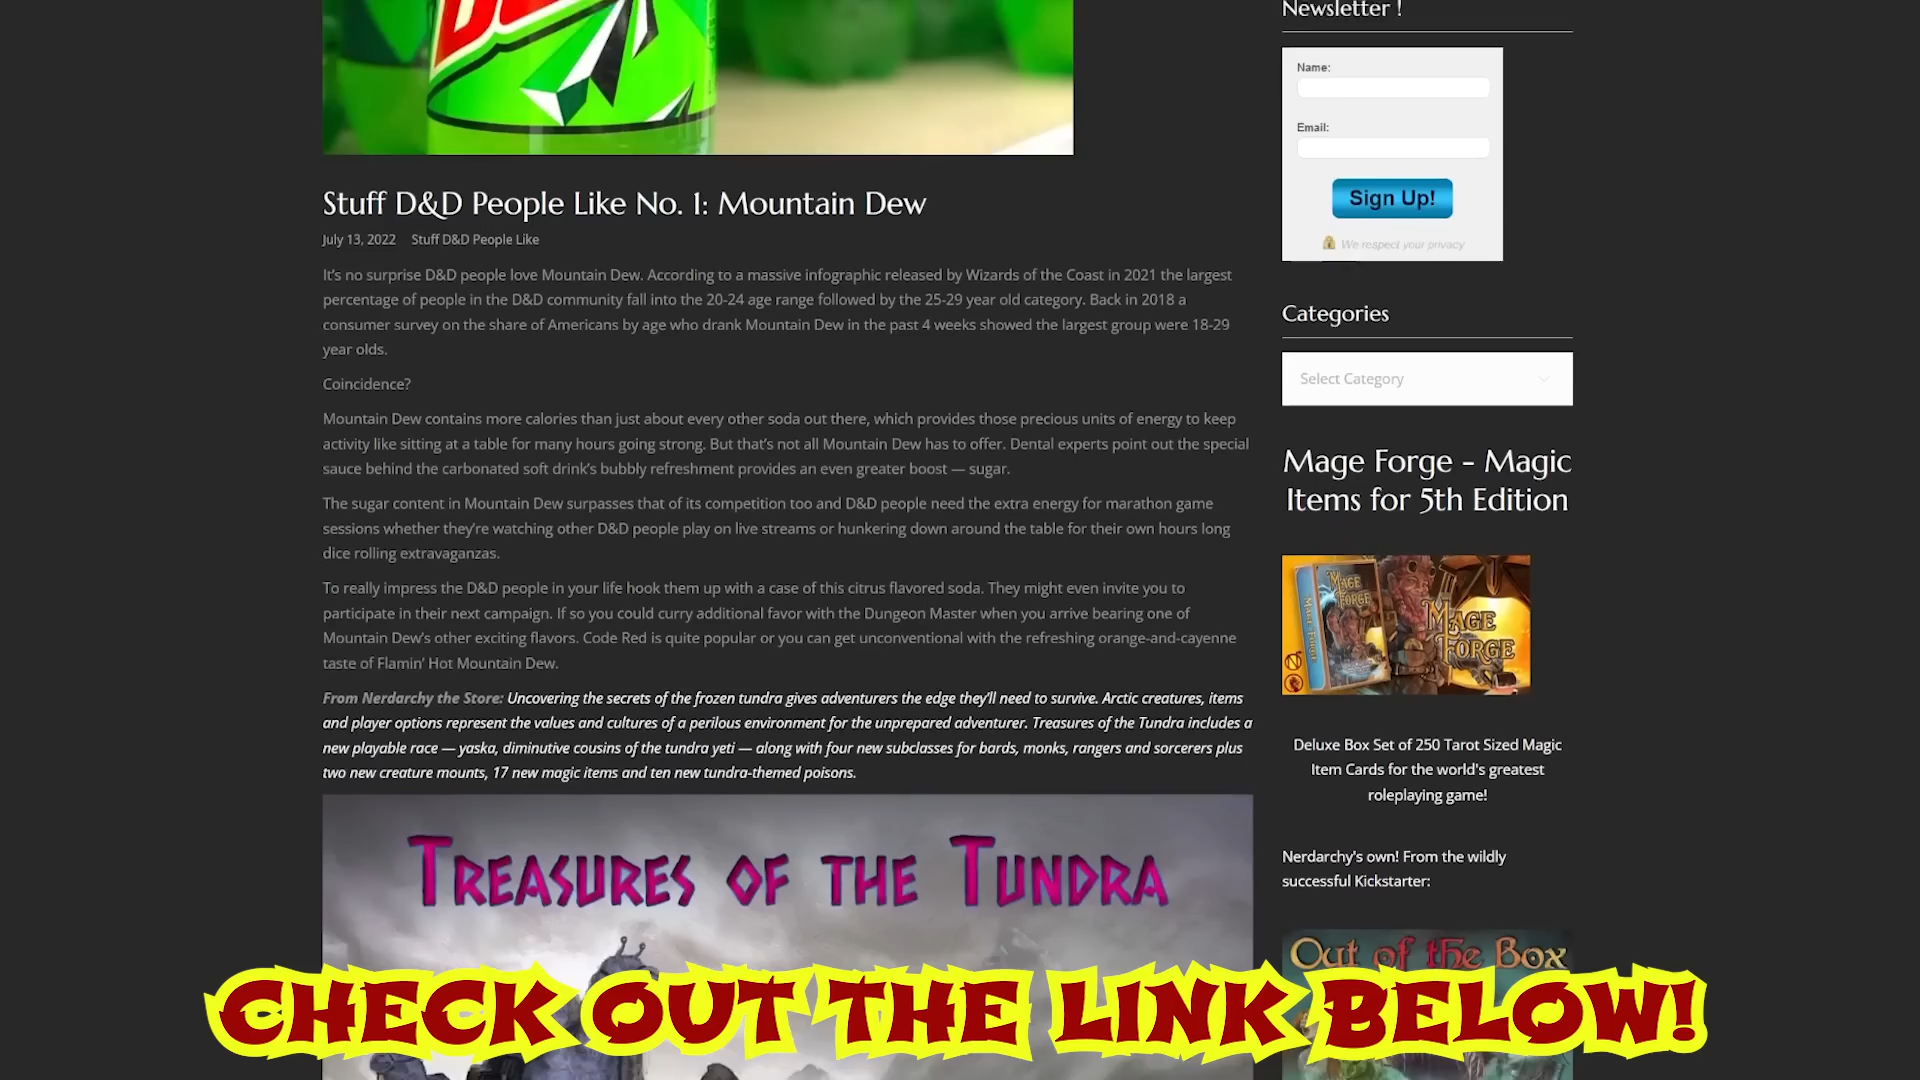 Newsletter !
Name:
Email:
Sign Up!
We respect your privacy
Stuff D&D People Like No. 1: Mountain Dew
July 13, 2022 Stuff D&D People Like
It's no surprise D&D people love Mountain Dew. According to a massive infographic released by Wizards of the Coast in 2021 the largest
percentage of people in the D&D community fall into the 20-24 age range followed by the 25-29 year old category. Back in 2018 a
consumer survey on the share of Americans by age who drank Mountain Dew in the past 4 weeks showed the largest group were 18-29
year olds.
Coincidence?
Mountain Dew contains more calories than just about every other soda out there, which provides those precious units of energy to keep
activity like sitting at a table for many hours going strong. But that's not all Mountain Dew has to offer. Dental experts point out the special
sauce behind the carbonated soft drink's bubbly refreshment provides an even greater boost — sugar.
The sugar content in Mountain Dew surpasses that of its competition too and D&D people need the extra energy for marathon game
sessions whether they're watching other D&D people play on live streams or hunkering down around the table for their own hours long
dice rolling extravaganzas.
To really impress the D&D people in your life hook them up with a case of this citrus flavored soda. They might even invite you to
participate in their next campaign. If so you could curry additional favor with the Dungeon Master when you arrive bearing one of
Mountain Dew's other exciting flavors. Code Red is quite popular or you can get unconventional with the refreshing orange-and-cayenne
taste of Flamin' Hot Mountain Dew.
From Nerdarchy the Store: Uncovering the secrets of the frozen tundra gives adventurers the edge they'll need to survive. Arctic creatures, items
and player options represent the values and cultures of a perilous environment for the unprepared adventurer. Treasures of the Tundra includes a
new playable race — yaska, diminutive cousins of the tundra yeti — along with four new subclasses for bards, monks, rangers and sorcerers plus
two new creature mounts, 17 new magic items and ten new tundra-themed poisons.
TREASURES OF THE TUNDRA
Categories
Select Category
Mage Forge - Magic
Items for 5th Edition
MAGE
FORGE
Mage Forge
MAGE
FORGE
Deluxe Box Set of 250 Tarot Sized Magic
Item Cards for the world's greatest
roleplaying game!
Nerdarchy's own! From the wildly
successful Kickstarter:
Out of the Box
CHECK OUT THE LINK BELOW!